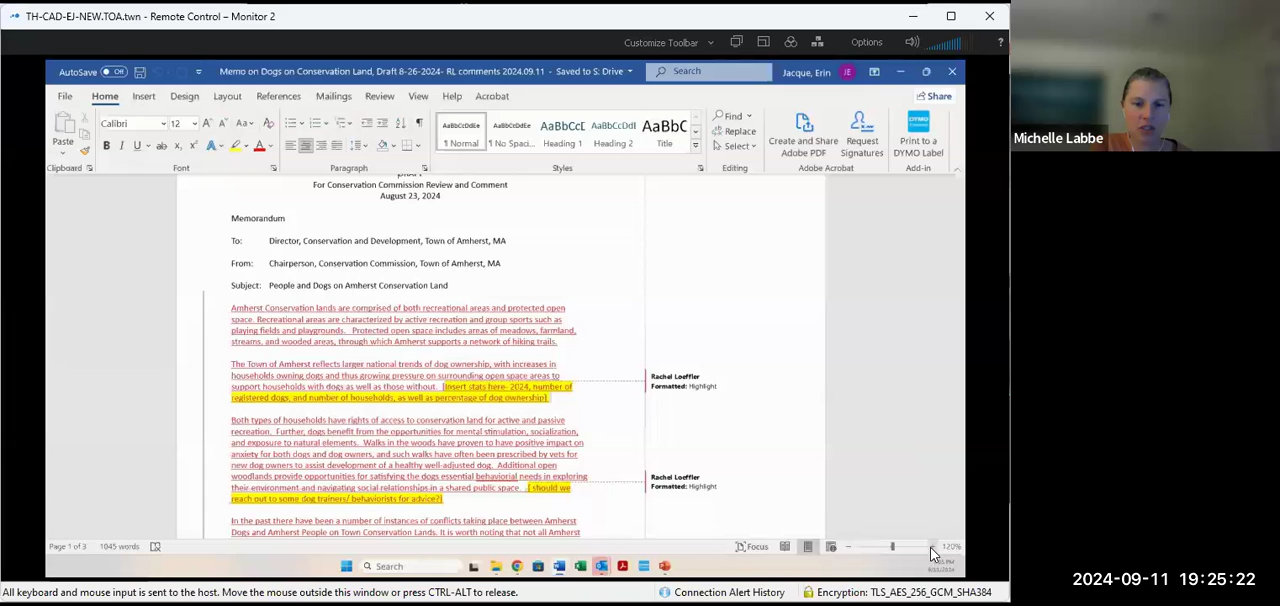 TH-CAD-EJ-NEW.TOA.twn - Remote Control – Monitor 2
Customize Toolbar
Options
?
AutoSave Off
Memo on Dogs on Conservation Land, Draft 8-26-2024- RL comments 2024.09.11 - Saved to S: Drive
Search
Jacque, Erin JE
File Home Insert Design Layout References Mailings Review View Help Acrobat
Share
Calibri 12
Paste
AaBbCcDdEe AaBbCcDdEe AaBbCcC AaBbCcDdE AaBbC
¶ Normal ¶ No Spaci... Heading 1 Heading 2 Title
Find
Replace
Select
Create and Share Adobe PDF
Request Signatures
Print to a DYMO Label
Clipboard Font Paragraph Styles Editing Adobe Acrobat Add-in
For Conservation Commission Review and Comment
August 23, 2024
Memorandum
To: Director, Conservation and Development, Town of Amherst, MA
From: Chairperson, Conservation Commission, Town of Amherst, MA
Subject: People and Dogs on Amherst Conservation Land
Amherst Conservation lands are comprised of both recreational areas and protected open
space. Recreational areas are characterized by active recreation and group sports such as
playing fields and playgrounds. Protected open space includes areas of meadows, farmland,
streams, and wooded areas, through which Amherst supports a network of hiking trails.
The Town of Amherst reflects larger national trends of dog ownership, with increases in
households owning dogs and thus growing pressure on surrounding open space areas to
support households with dogs as well as those without. [Insert stats here- 2024, number of
registered dogs, and number of households, as well as percentage of dog ownership].
Both types of households have rights of access to conservation land for active and passive
recreation. Further, dogs benefit from the opportunities for mental stimulation, socialization,
and exposure to natural elements. Walks in the woods have proven to have positive impact on
anxiety for both dogs and dog owners, and such walks have often been prescribed by vets for
new dog owners to assist development of a healthy well-adjusted dog. Additional open
woodlands provide opportunities for satisfying the dogs essential behavorial needs in exploring
their environment and navigating social relationships in a shared public space. .[ should we
reach out to some dog trainers/ behaviorists for advice?]
In the past there have been a number of instances of conflicts taking place between Amherst
Dogs and Amherst People on Town Conservation Lands. It is worth noting that not all Amherst
Rachel Loeffler
Formatted: Highlight
Rachel Loeffler
Formatted: Highlight
Page 1 of 3 1045 words
Focus
120%
Search
All keyboard and mouse input is sent to the host. Move the mouse outside this window or press CTRL-ALT to release.
Connection Alert History
Encryption: TLS_AES_256_GCM_SHA384
Michelle Labbe
2024-09-11 19:25:22